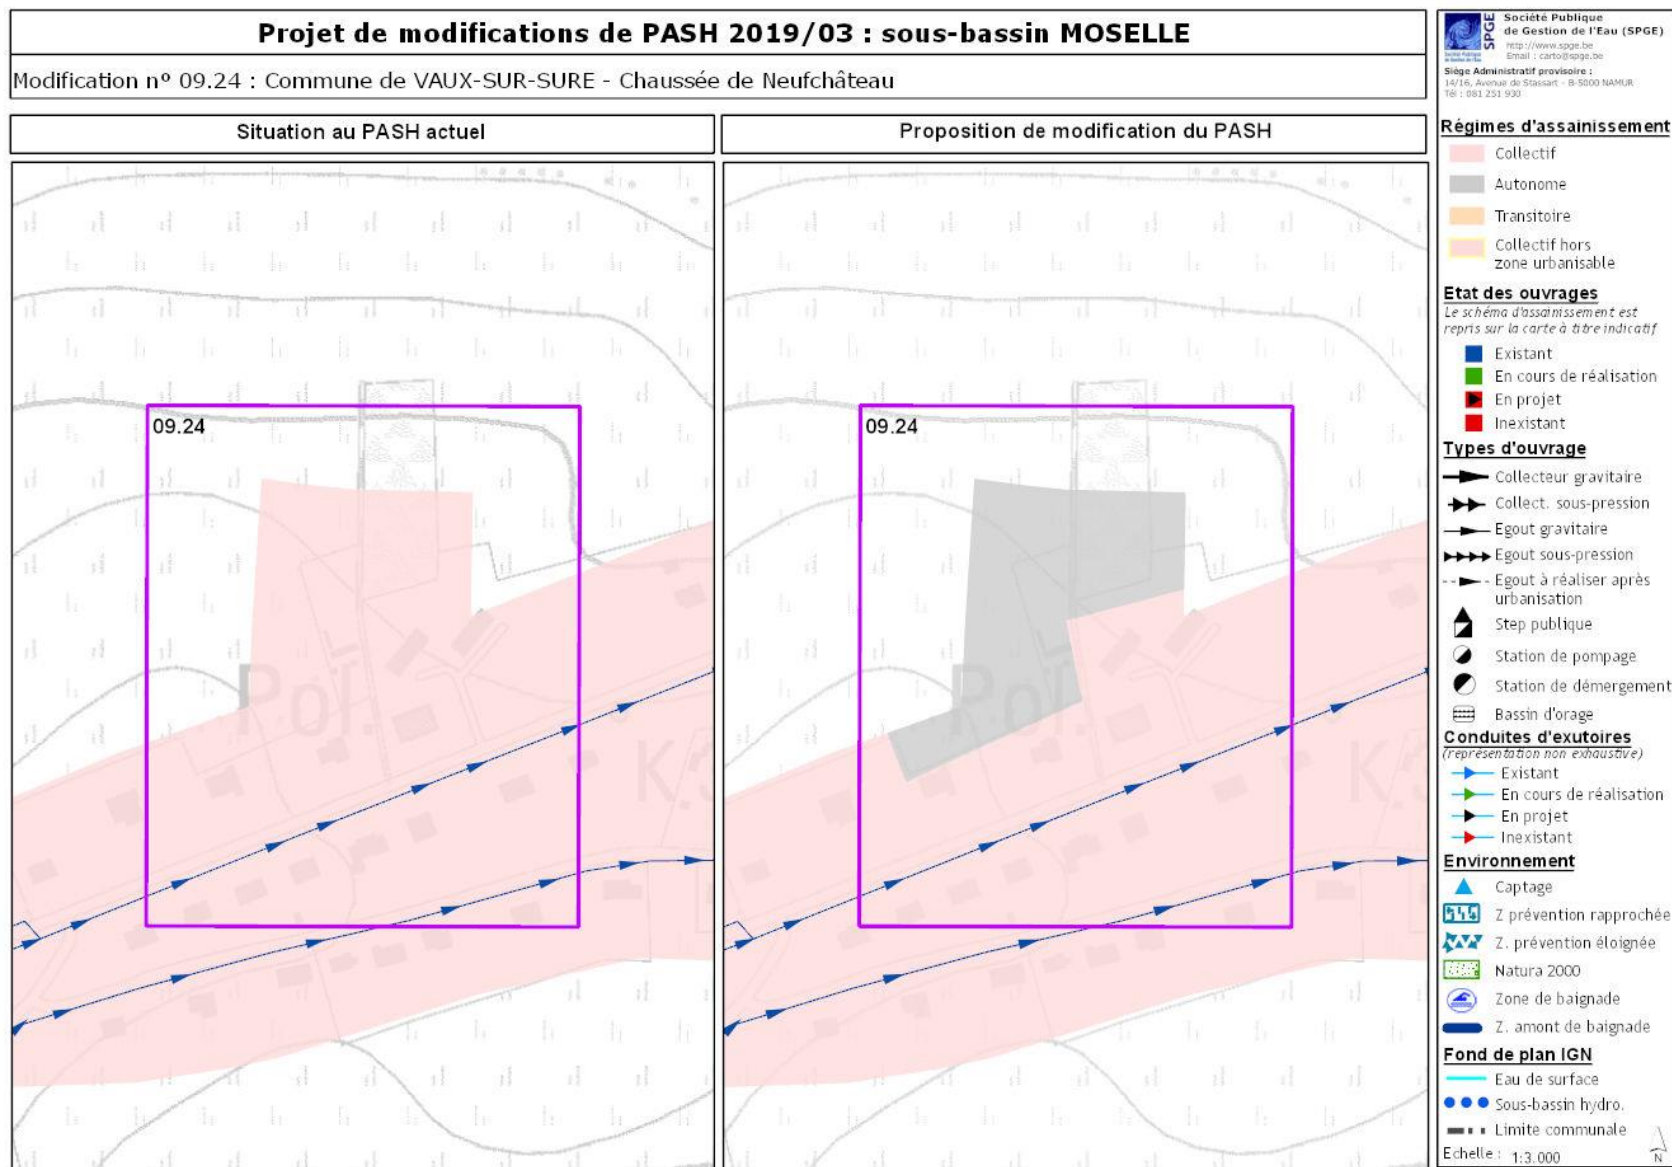 Projet de modifications de PASH 2019/03 : sous-bassin MOSELLE
Modification nº 09.24 : Commune de VAUX-SUR-SURE - Chaussée de Neufchâteau
Situation au PASH actuel
09.24
Pol.
K.
Proposition de modification du PASH
09.24
Pol.
K.3
SPGE
Société Publique
de Gestion de l'Eau (SPGE)
http://www.spge.be
Email : carto@spge.be
Siège Administratif provisoire :
14/16, Avenue de Stassart - B-5000 NAMUR
Tél : 081 251 930
Régimes d'assainissement
Collectif
Autonome
Transitoire
Collectif hors
zone urbanisable
Etat des ouvrages
Le schéma d'assainissement est
repris sur la carte à titre indicatif
Existant
En cours de réalisation
En projet
Inexistant
Types d'ouvrage
Collecteur gravitaire
Collect. sous-pression
Egout gravitaire
Egout sous-pression
Egout à réaliser après
urbanisation
Step publique
Station de pompage
Station de démergement
Bassin d'orage
Conduites d'exutoires
(représentation non exhaustive)
Existant
En cours de réalisation
En projet
Inexistant
Environnement
Captage
Z prévention rapprochée
Z. prévention éloignée
Natura 2000
Zone de baignade
Z. amont de baignade
Fond de plan IGN
Eau de surface
Sous-bassin hydro.
Limite communale
Echelle : 1:3.000
N